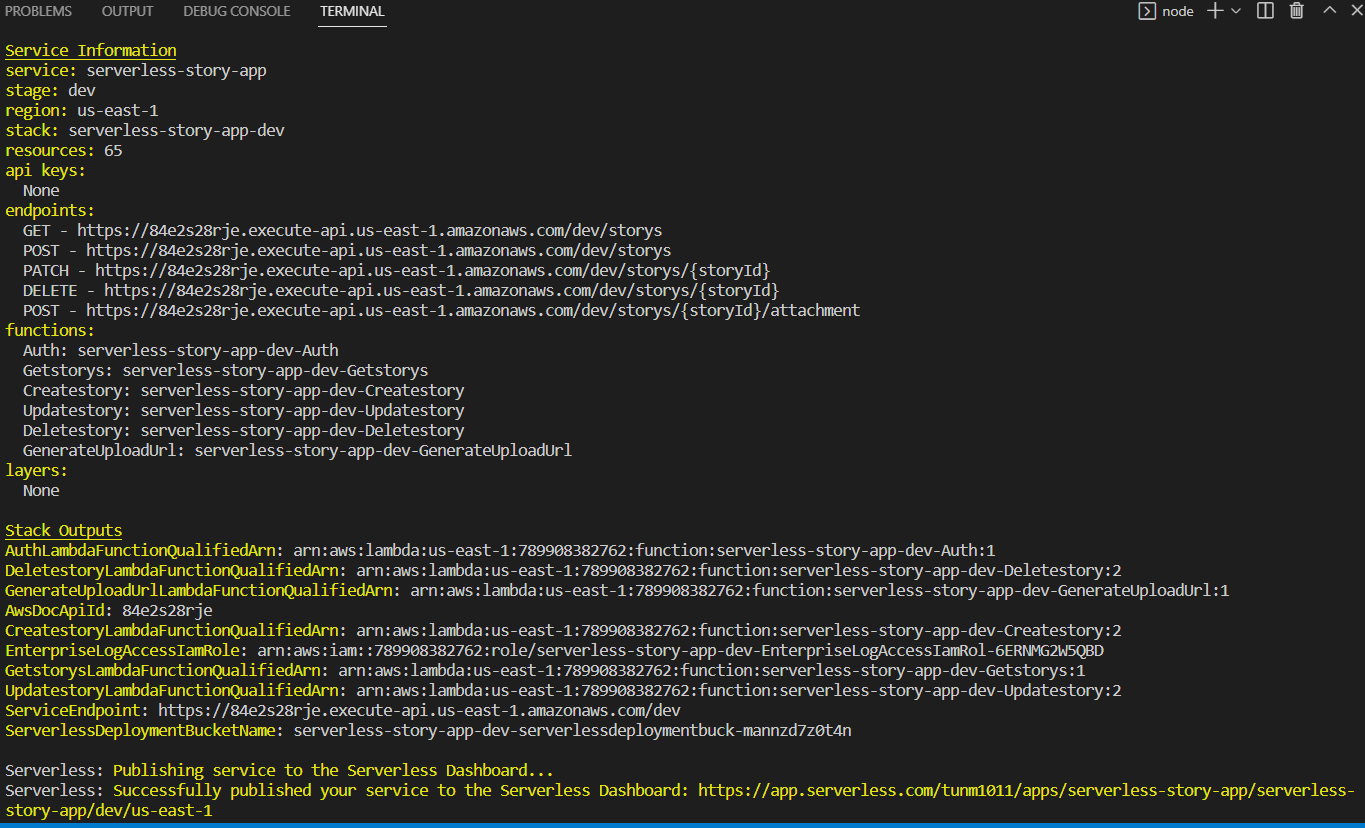 PROBLEMS OUTPUT DEBUG CONSOLE TERMINAL node
Service Information
service: serverless-story-app
stage: dev
region: us-east-1
stack: serverless-story-app-dev
resources: 65
api keys:
  None
endpoints:
  GET - https://84e2s28rje.execute-api.us-east-1.amazonaws.com/dev/storys
  POST - https://84e2s28rje.execute-api.us-east-1.amazonaws.com/dev/storys
  PATCH - https://84e2s28rje.execute-api.us-east-1.amazonaws.com/dev/storys/{storyId}
  DELETE - https://84e2s28rje.execute-api.us-east-1.amazonaws.com/dev/storys/{storyId}
  POST - https://84e2s28rje.execute-api.us-east-1.amazonaws.com/dev/storys/{storyId}/attachment
functions:
  Auth: serverless-story-app-dev-Auth
  Getstorys: serverless-story-app-dev-Getstorys
  Createstory: serverless-story-app-dev-Createstory
  Updatestory: serverless-story-app-dev-Updatestory
  Deletestory: serverless-story-app-dev-Deletestory
  GenerateUploadUrl: serverless-story-app-dev-GenerateUploadUrl
layers:
  None
Stack Outputs
AuthLambdaFunctionQualifiedArn: arn:aws:lambda:us-east-1:789908382762:function:serverless-story-app-dev-Auth:1
DeletestoryLambdaFunctionQualifiedArn: arn:aws:lambda:us-east-1:789908382762:function:serverless-story-app-dev-Deletestory:2
GenerateUploadUrlLambdaFunctionQualifiedArn: arn:aws:lambda:us-east-1:789908382762:function:serverless-story-app-dev-GenerateUploadUrl:1
AwsDocApiId: 84e2s28rje
CreatestoryLambdaFunctionQualifiedArn: arn:aws:lambda:us-east-1:789908382762:function:serverless-story-app-dev-Createstory:2
EnterpriseLogAccessIamRole: arn:aws:iam::789908382762:role/serverless-story-app-dev-EnterpriseLogAccessIamRol-6ERNMG2W5QBD
GetstorysLambdaFunctionQualifiedArn: arn:aws:lambda:us-east-1:789908382762:function:serverless-story-app-dev-Getstorys:1
UpdatestoryLambdaFunctionQualifiedArn: arn:aws:lambda:us-east-1:789908382762:function:serverless-story-app-dev-Updatestory:2
ServiceEndpoint: https://84e2s28rje.execute-api.us-east-1.amazonaws.com/dev
ServerlessDeploymentBucketName: serverless-story-app-dev-serverlessdeploymentbuck-mannzd7z0t4n
Serverless: Publishing service to the Serverless Dashboard...
Serverless: Successfully published your service to the Serverless Dashboard: https://app.serverless.com/tunm1011/apps/serverless-story-app/serverless-
story-app/dev/us-east-1